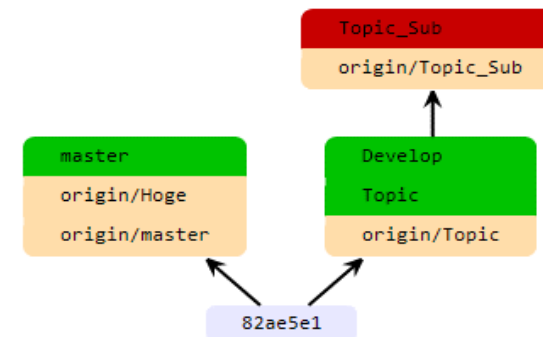 Topic_Sub
origin/Topic_Sub
master
origin/Hoge
origin/master
Develop
Topic
origin/Topic
82ae5e1